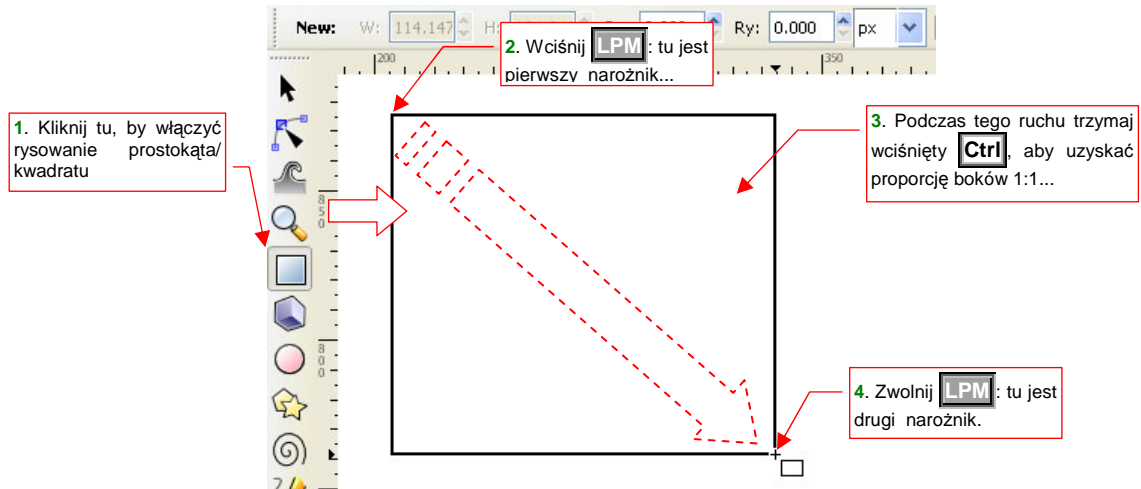 New: W: 114.147 H: Ry: 0.000 px
200 350
2. Wciśnij LPM : tu jest
pierwszy narożnik...
1. Kliknij tu, by włączyć
rysowanie prostokąta/
kwadratu
3. Podczas tego ruchu trzymaj
wciśnięty Ctrl, aby uzyskać
proporcję boków 1:1...
850
800
4. Zwolnij LPM : tu jest
drugi narożnik.